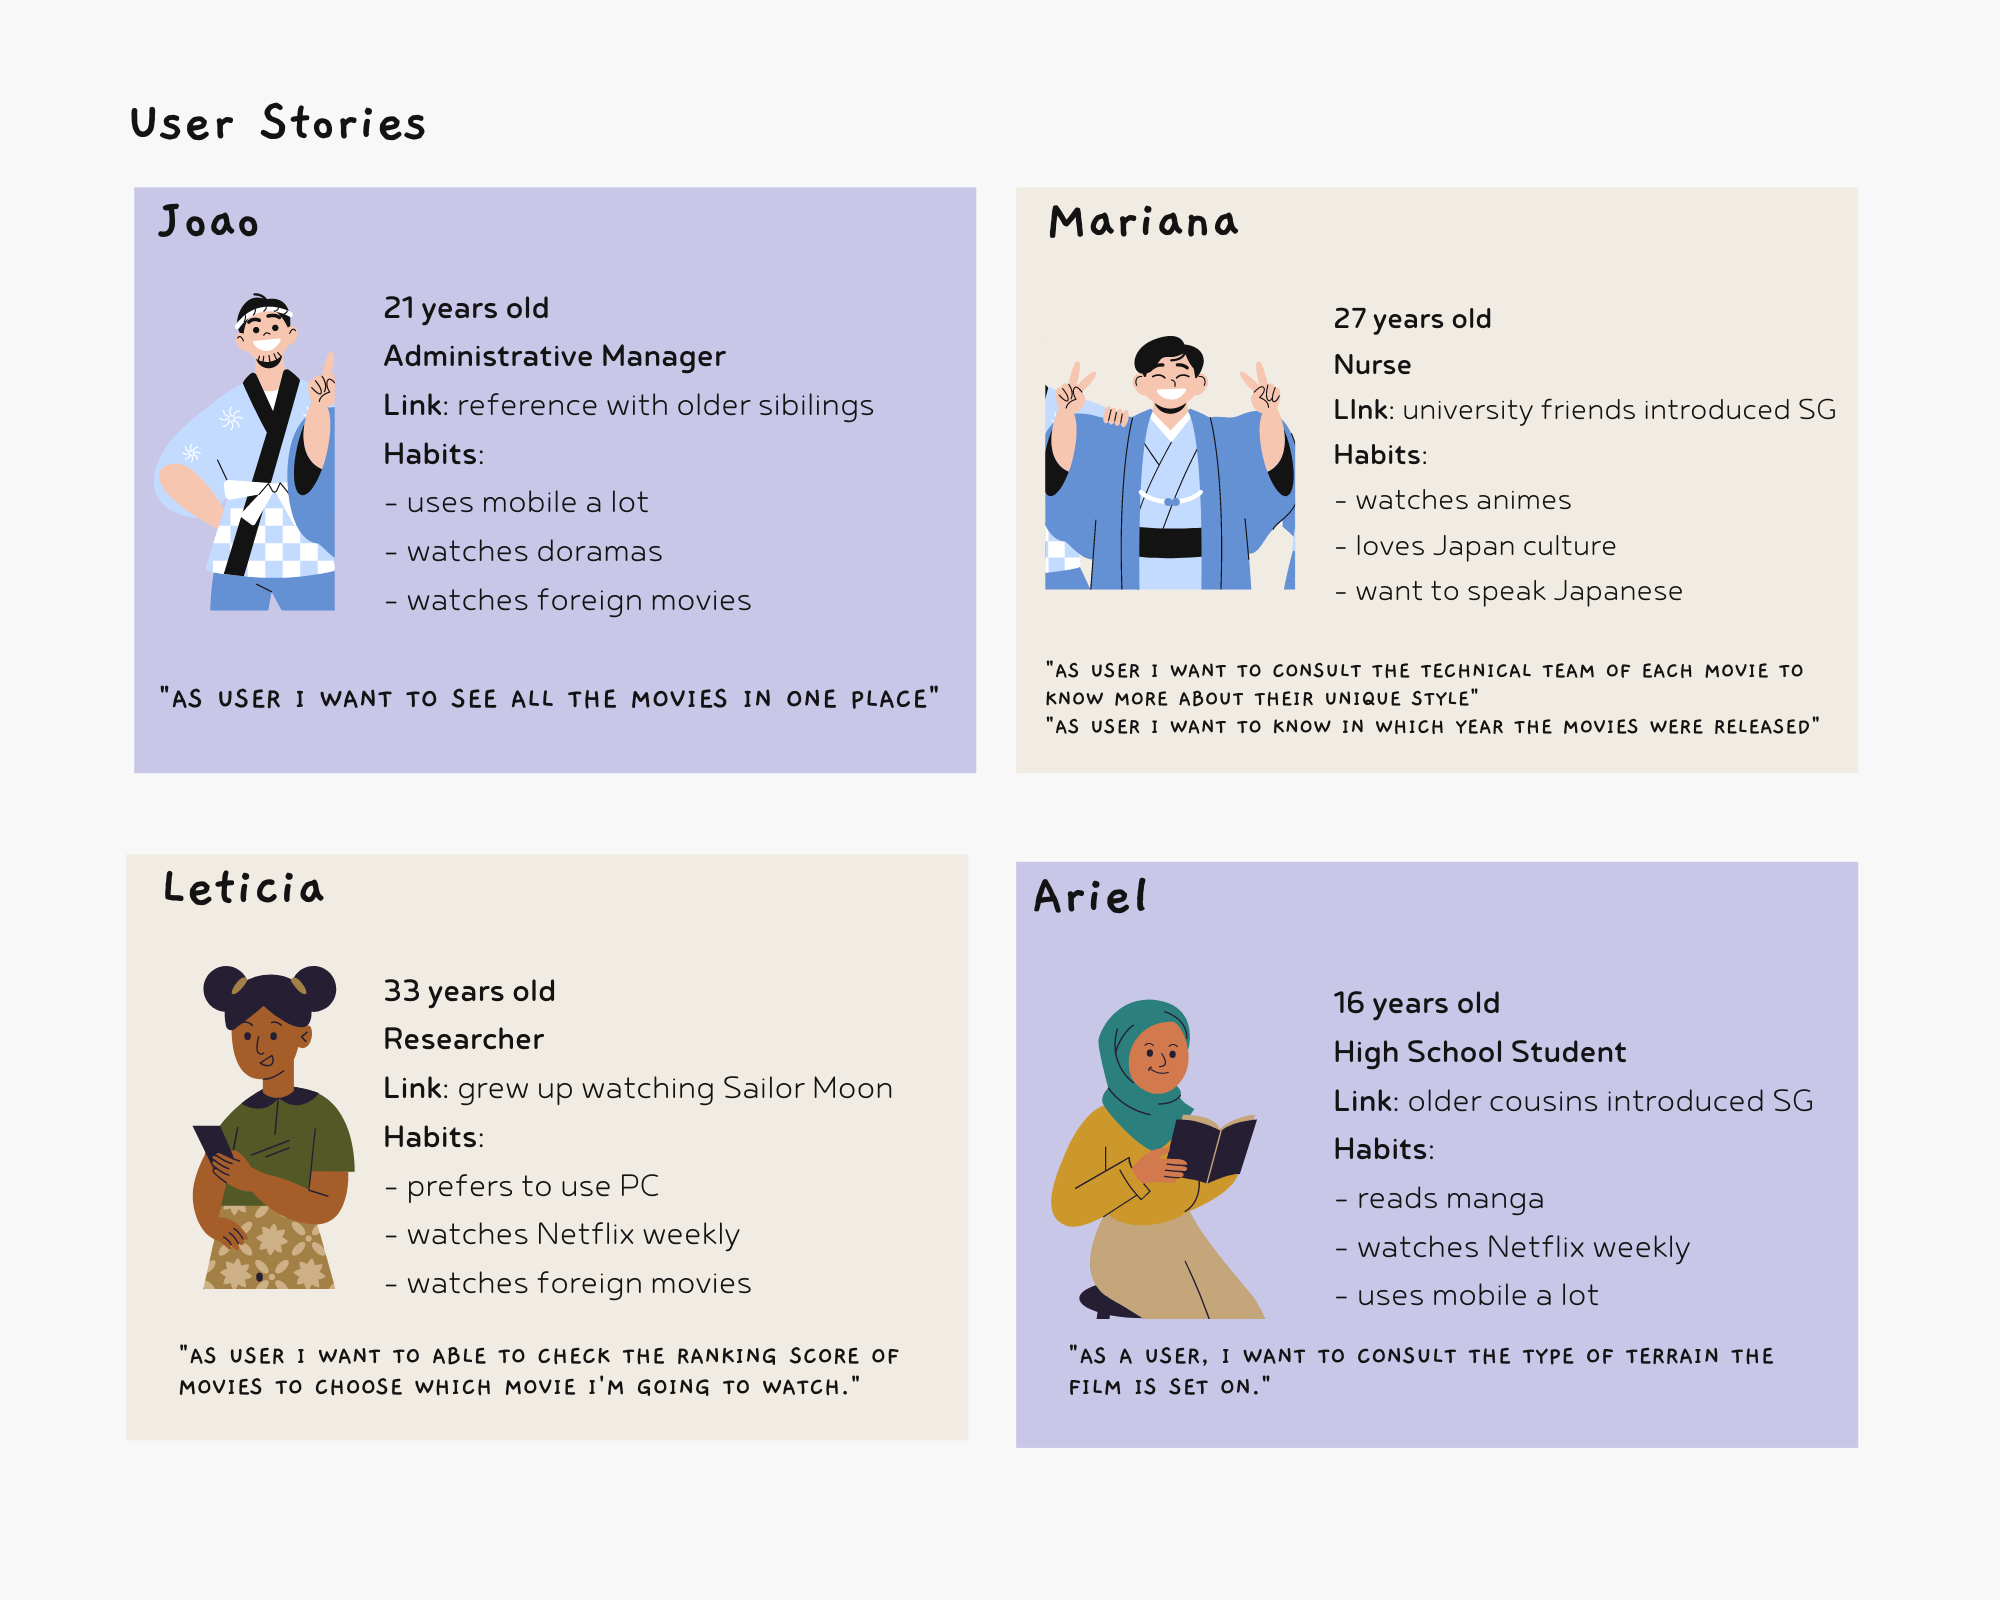 User Stories
Joao
21 years old
Administrative Manager
Link: reference with older sibilings
Habits:
- uses mobile a lot
- watches doramas
- watches foreign movies
"AS USER I WANT TO SEE ALL THE MOVIES IN ONE PLACE"
Mariana
27 years old
Nurse
LInk: university friends introduced SG
Habits:
- watches animes
- loves Japan culture
- want to speak Japanese
"AS USER I WANT TO CONSULT THE TECHNICAL TEAM OF EACH MOVIE TO
KNOW MORE ABOUT THEIR UNIQUE STYLE"
"AS USER I WANT TO KNOW IN WHICH YEAR THE MOVIES WERE RELEASED"
Leticia
33 years old
Researcher
Link: grew up watching Sailor Moon
Habits:
- prefers to use PC
- watches Netflix weekly
- watches foreign movies
"AS USER I WANT TO ABLE TO CHECK THE RANKING SCORE OF
MOVIES TO CHOOSE WHICH MOVIE I'M GOING TO WATCH."
Ariel
16 years old
High School Student
Link: older cousins introduced SG
Habits:
- reads manga
- watches Netflix weekly
- uses mobile a lot
"AS A USER, I WANT TO CONSULT THE TYPE OF TERRAIN THE
FILM IS SET ON."